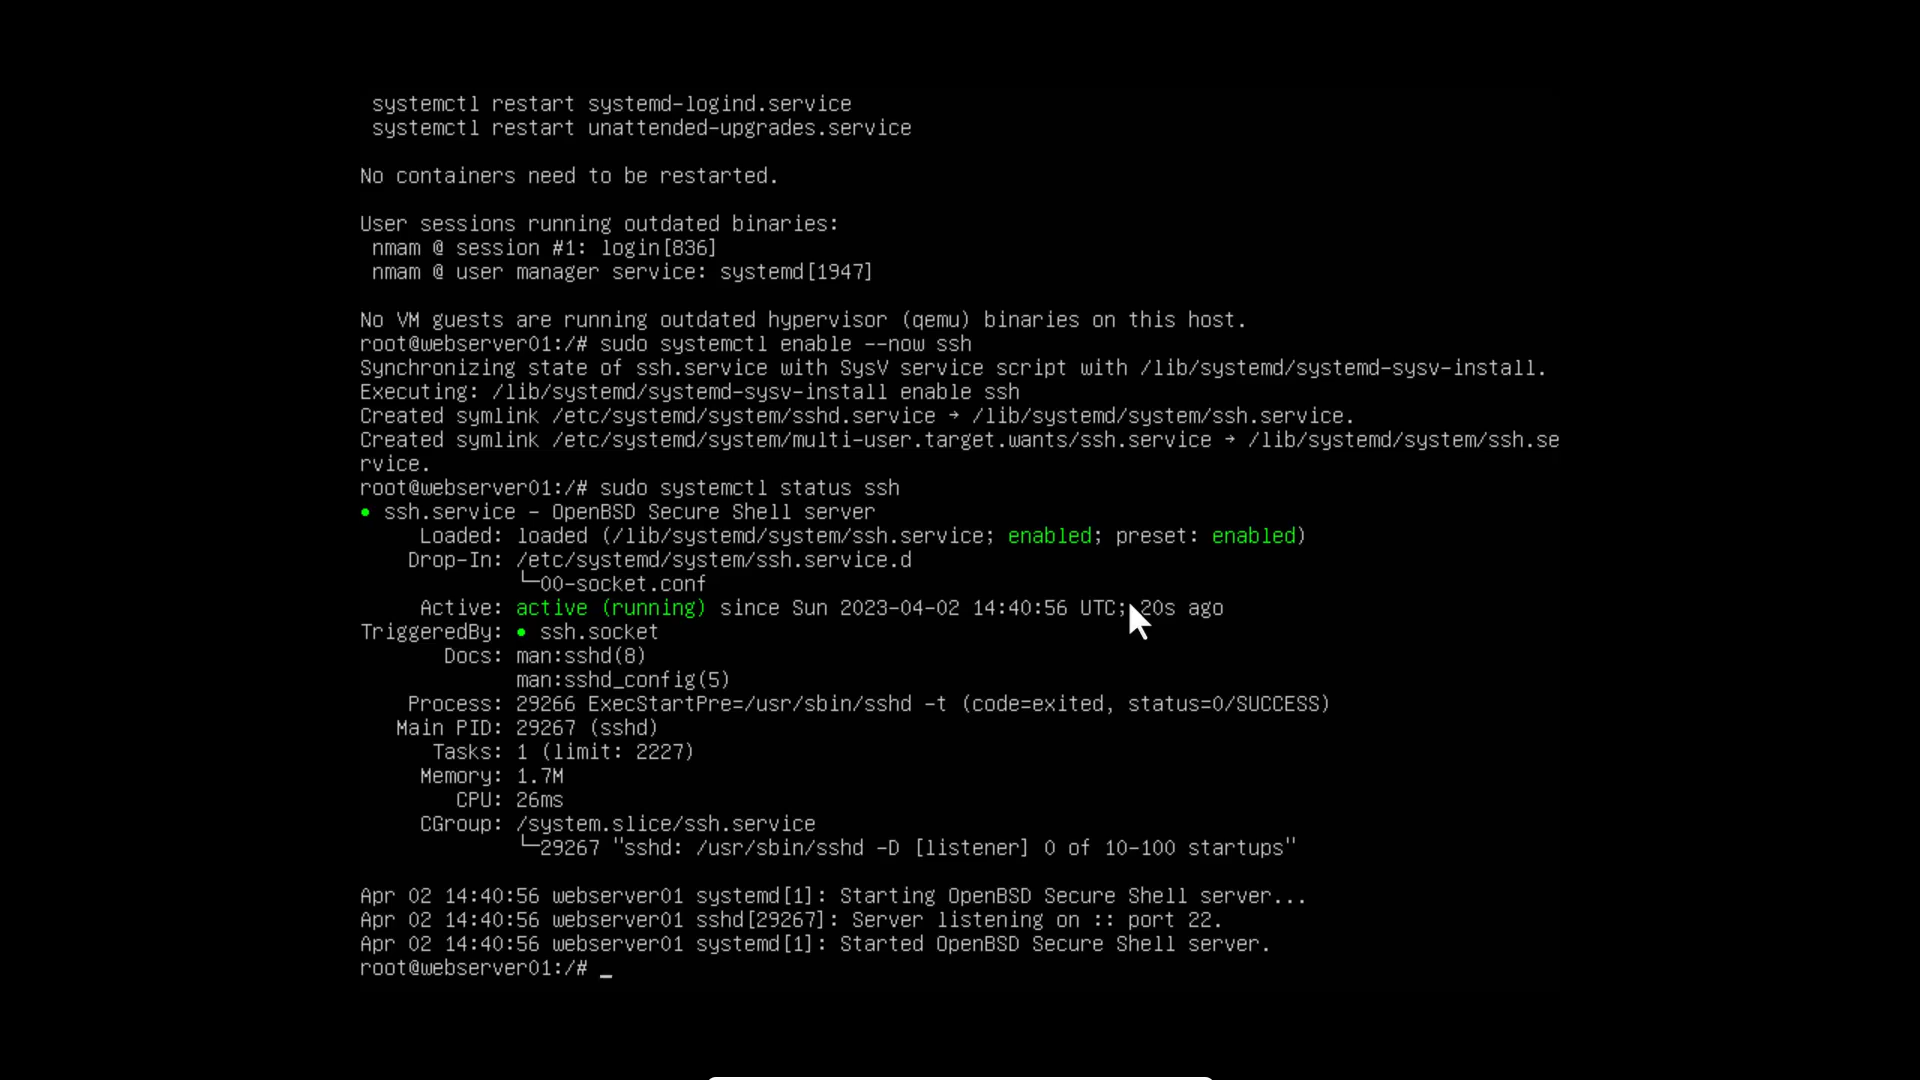 systemctl restart systemd-logind.service
systemctl restart unattended-upgrades.service
No containers need to be restarted.
User sessions running outdated binaries:
nmam @ session #1: login[836]
nmam @ user manager service: systemd[1947]
No VM guests are running outdated hypervisor (qemu) binaries on this host.
root@webserver01:/# sudo systemctl enable --now ssh
Synchronizing state of ssh.service with SysV service script with /lib/systemd/systemd-sysv-install.
Executing: /lib/systemd/systemd-sysv-install enable ssh
Created symlink /etc/systemd/system/sshd.service → /lib/systemd/system/ssh.service.
Created symlink /etc/systemd/system/multi-user.target.wants/ssh.service → /lib/systemd/system/ssh.se
rvice.
root@webserver01:/# sudo systemctl status ssh
● ssh.service - OpenBSD Secure Shell server
Loaded: loaded (/lib/systemd/system/ssh.service; enabled; preset: enabled)
Drop-In: /etc/systemd/system/ssh.service.d
└─00-socket.conf
Active: active (running) since Sun 2023-04-02 14:40:56 UTC; 20s ago
TriggeredBy: ● ssh.socket
Docs: man:sshd(8)
man:sshd_config(5)
Process: 29266 ExecStartPre=/usr/sbin/sshd -t (code=exited, status=0/SUCCESS)
Main PID: 29267 (sshd)
Tasks: 1 (limit: 2227)
Memory: 1.7M
CPU: 26ms
CGroup: /system.slice/ssh.service
└─29267 "sshd: /usr/sbin/sshd -D [listener] 0 of 10-100 startups"
Apr 02 14:40:56 webserver01 systemd[1]: Starting OpenBSD Secure Shell server...
Apr 02 14:40:56 webserver01 sshd[29267]: Server listening on :: port 22.
Apr 02 14:40:56 webserver01 systemd[1]: Started OpenBSD Secure Shell server.
root@webserver01:/# _